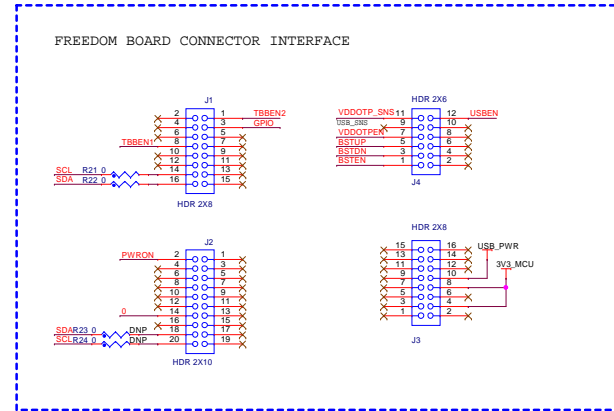 FREEDOM BOARD CONNECTOR INTERFACE
J1
2 1 TBBEN2
4 3 GPIO
6 5
TBBEN1 8 7
10 9
12 11
SCL R21 0 14 13
SDA R22 0 16 15
HDR 2X8
HDR 2X6
VDDOTP_SNS 11 12 USBEN
USB_SNS 9 10
VDDOTPEN 7 8
BSTUP 5 6
BSTDN 3 4
BSTEN 1 2
J4
J2
PWRON 2 1
4 3
6 5
8 7
10 9
12 11
0 14 13
16 15
SDA R23 0 DNP 18 17
SCL R24 0 DNP 20 19
HDR 2X10
HDR 2X8
15 16 USB_PWR
13 14
11 12 3V3_MCU
9 10
7 8
5 6
3 4
1 2
J3